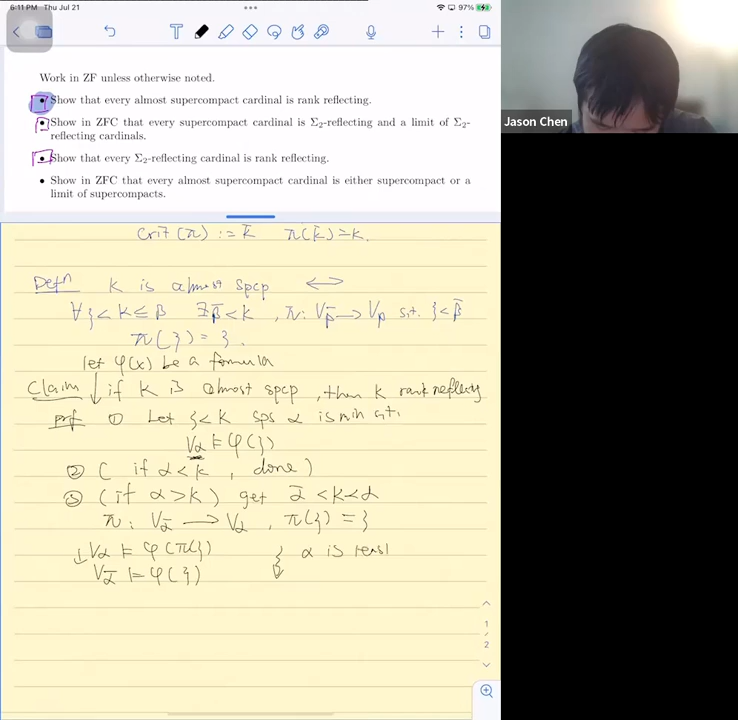 6:11 PM Thu Jul 21
97%
Work in ZF unless otherwise noted.
• Show that every almost supercompact cardinal is rank reflecting.
• Show in ZFC that every supercompact cardinal is Σ₂-reflecting and a limit of Σ₂-
reflecting cardinals.
• Show that every Σ₂-reflecting cardinal is rank reflecting.
• Show in ZFC that every almost supercompact cardinal is either supercompact or a
limit of supercompacts.
Jason Chen
crit(π) := κ̄ π(κ̄) = κ.
Defⁿ κ is almost spcp ⟺
∀ξ < κ ≤ β ∃β̄ < κ, π: V_β̄ → V_β s.t. ξ < β̄
π(ξ) = ξ.
let φ(x) be a formula
Claim ↓ if κ is almost spcp, then κ rank reflecting
prf ① Let ξ < κ sps α is min s.t.
V_α ⊨ φ(ξ)
② (if α < κ, done)
③ (if α > κ) get ᾱ < κ < α
π: V_ᾱ → V_α, π(ξ) = ξ
↓ V_α ⊨ φ(π(ξ)) α is
V_ᾱ ⊨ φ(ξ)
1
2